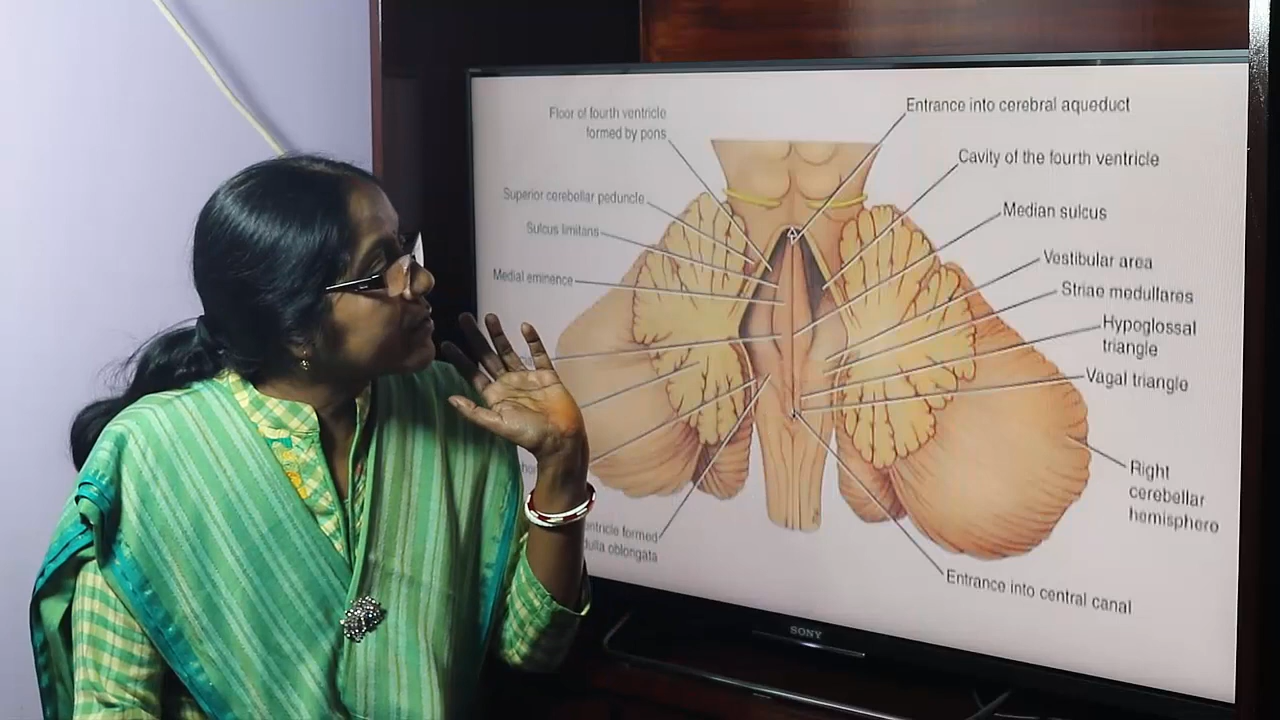 Floor of fourth ventricle
formed by pons
Superior cerebellar peduncle
Sulcus limitans
Medial eminence
ntricle formed
dulla oblongata
Entrance into cerebral aqueduct
Cavity of the fourth ventricle
Median sulcus
Vestibular area
Striae medullares
Hypoglossal
triangle
Vagal triangle
Right
cerebellar
hemisphere
Entrance into central canal
SONY